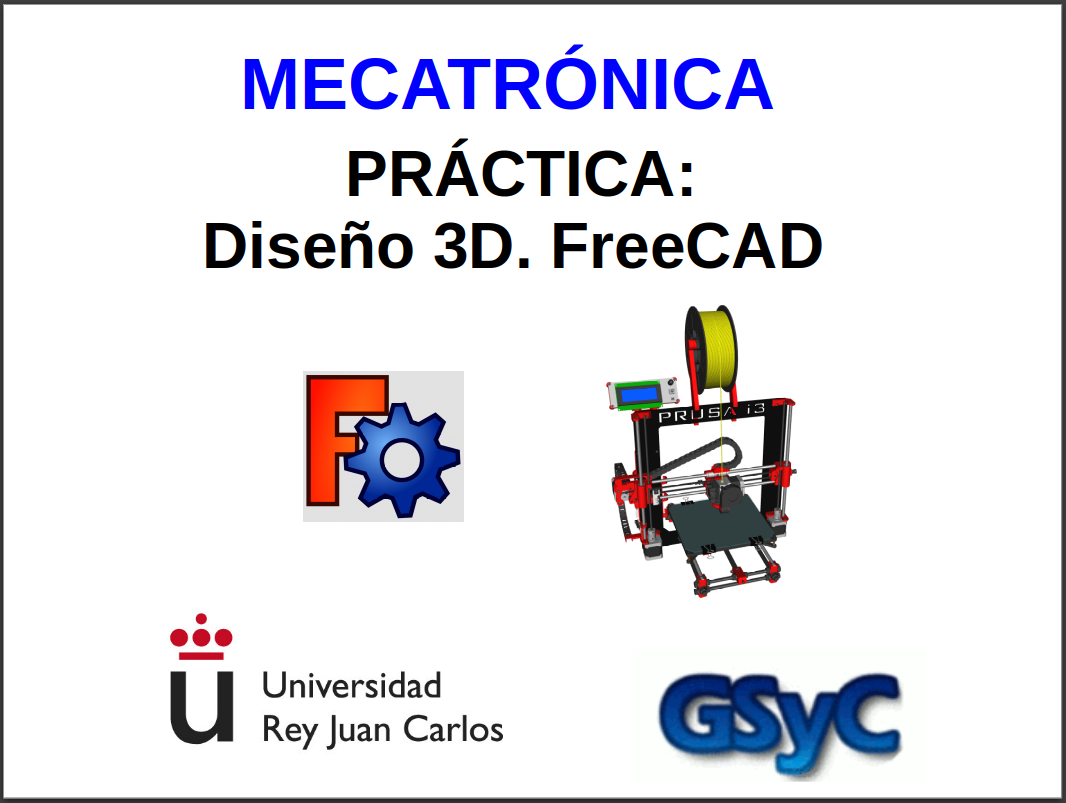 MECATRÓNICA
PRÁCTICA:
Diseño 3D. FreeCAD
PRUSA i3
Universidad
Rey Juan Carlos
GSyC